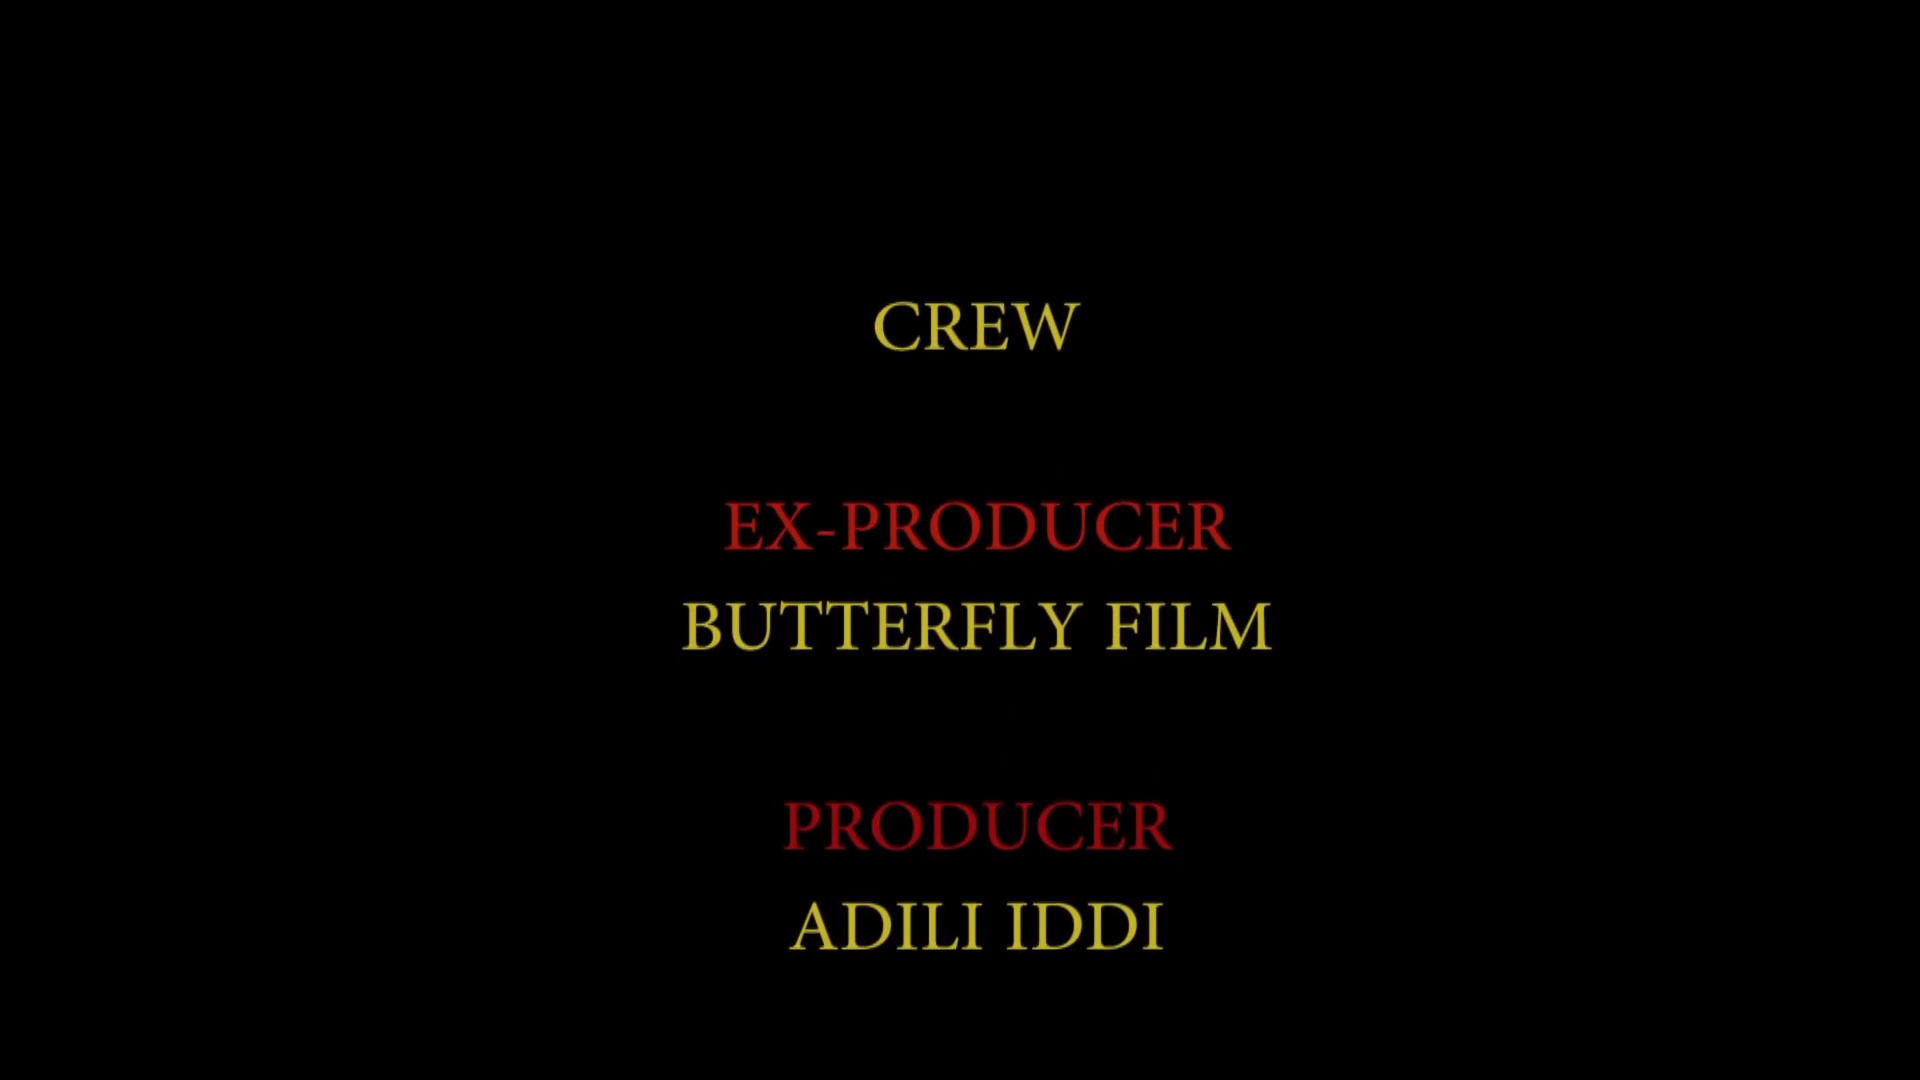 CREW
EX-PRODUCER
BUTTERFLY FILM
PRODUCER
ADILI IDDI